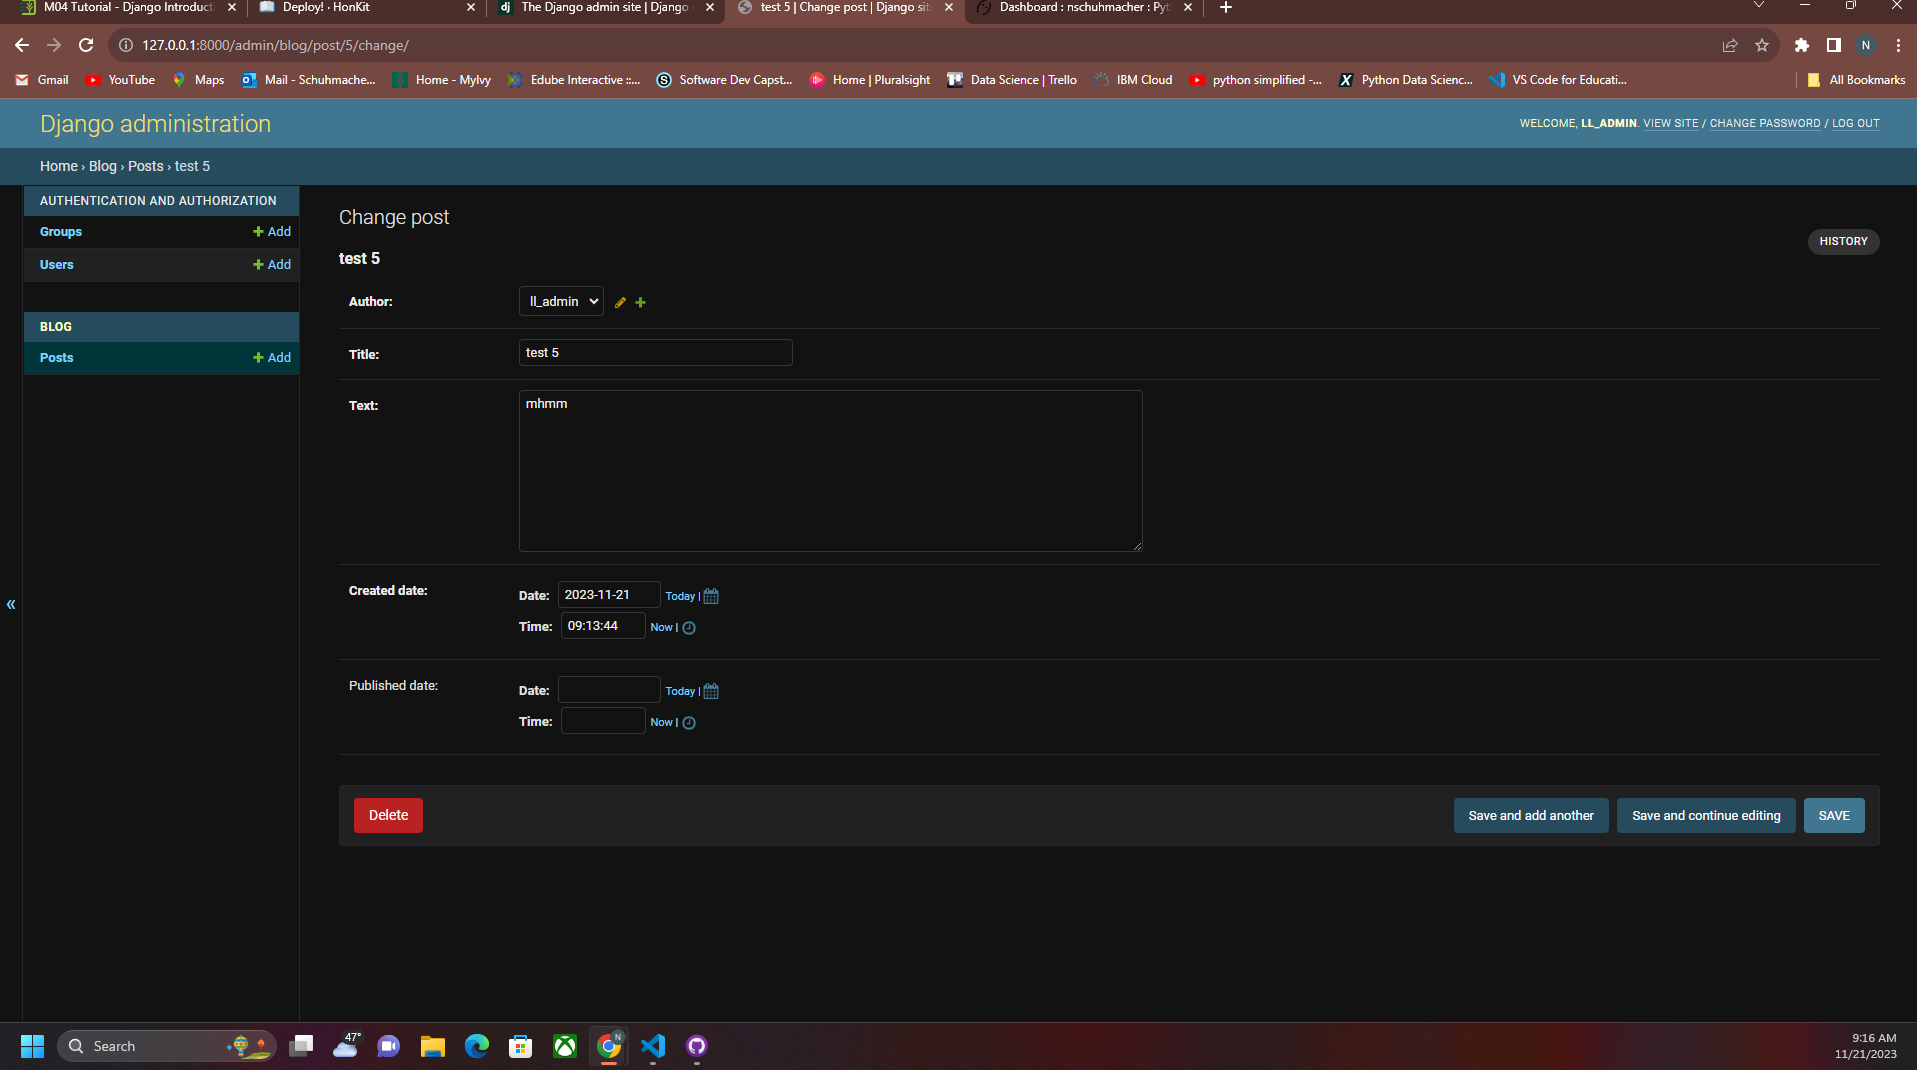 M04 Tutorial - Django Introduct
Deploy! · HonKit
The Django admin site | Django
test 5 | Change post | Django sit
Dashboard : nschuhmacher : Pyt
127.0.0.1:8000/admin/blog/post/5/change/
N
Gmail
YouTube
Maps
Mail - Schuhmache...
Home - MyIvy
Edube Interactive ::...
Software Dev Capst...
Home | Pluralsight
Data Science | Trello
IBM Cloud
python simplified -...
Python Data Scienc...
VS Code for Educati...
All Bookmarks
Django administration
WELCOME, LL_ADMIN. VIEW SITE / CHANGE PASSWORD / LOG OUT
Home › Blog › Posts › test 5
AUTHENTICATION AND AUTHORIZATION
Groups + Add
Users + Add
BLOG
Posts + Add
«
Change post
HISTORY
test 5
Author: ll_admin
Title: test 5
Text: mhmm
Created date:
Date: 2023-11-21 Today |
Time: 09:13:44 Now |
Published date:
Date: Today |
Time: Now |
Delete
Save and add another
Save and continue editing
SAVE
Search
47°
N
9:16 AM
11/21/2023